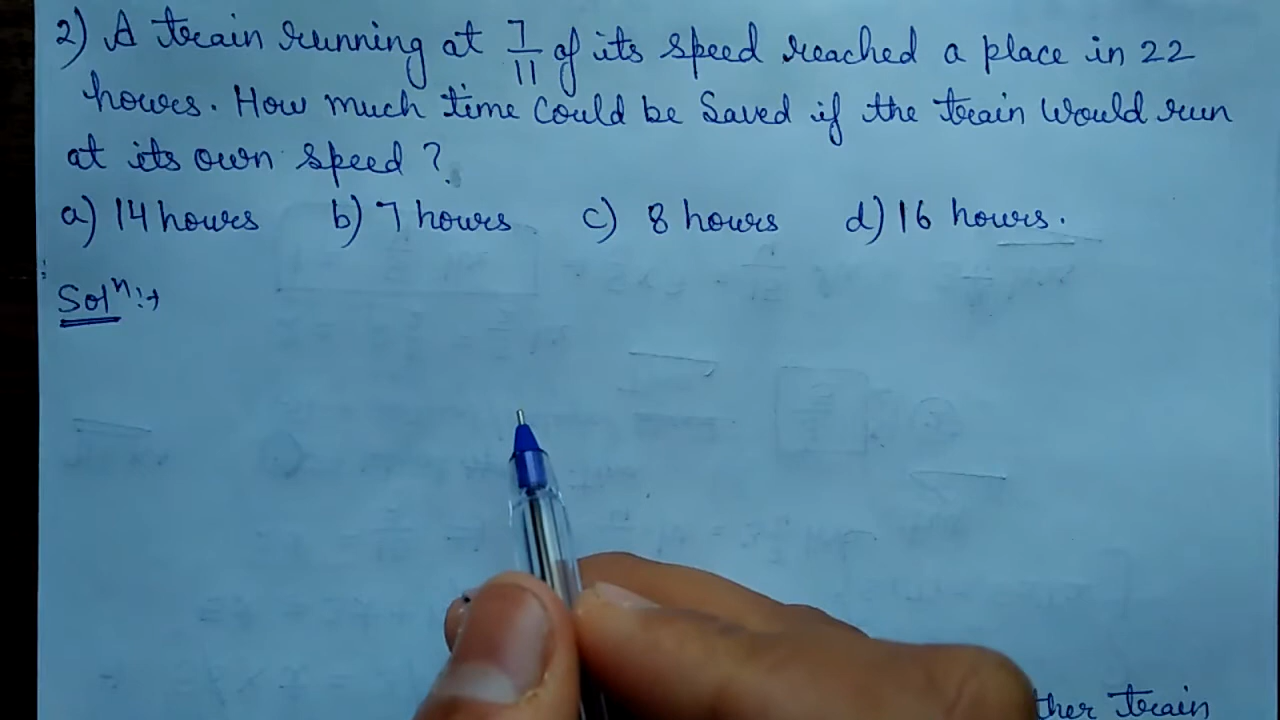 2) A train running at 7/11 of its speed reached a place in 22
hours. How much time could be saved if the train would run
at its own speed?
a) 14 hours b) 7 hours c) 8 hours d) 16 hours.
Solⁿ:→
ther train